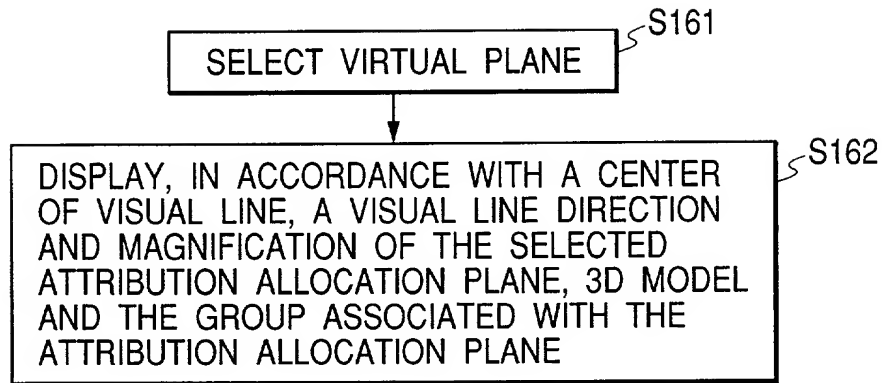 S161
SELECT VIRTUAL PLANE
S162
DISPLAY, IN ACCORDANCE WITH A CENTER
OF VISUAL LINE, A VISUAL LINE DIRECTION
AND MAGNIFICATION OF THE SELECTED
ATTRIBUTION ALLOCATION PLANE, 3D MODEL
AND THE GROUP ASSOCIATED WITH THE
ATTRIBUTION ALLOCATION PLANE